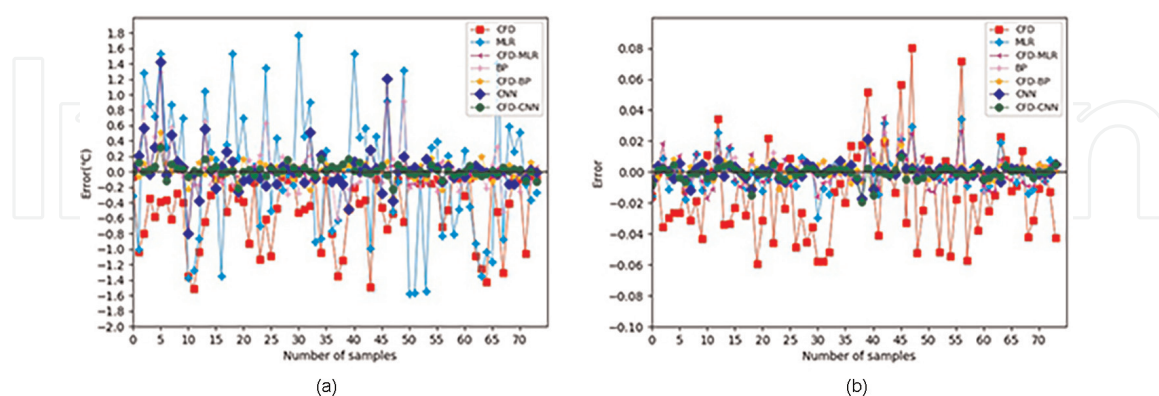 1.8
1.6
1.4
1.2
1.0
0.8
0.6
0.4
0.2
0.0
−0.2
−0.4
−0.6
−0.8
−1.0
−1.2
−1.4
−1.6
−1.8
−2.0
Error(°C)
0 5 10 15 20 25 30 35 40 45 50 55 60 65 70
Number of samples
CFD
MLR
CFD-MLR
BP
CFD-BP
CNN
CFD-CNN
(a)
0.08
0.06
0.04
0.02
0.00
−0.02
−0.04
−0.06
−0.08
−0.10
Error
0 5 10 15 20 25 30 35 40 45 50 55 60 65 70
Number of samples
CFD
MLR
CFD-MLR
BP
CFD-BP
CNN
CFD-CNN
(b)